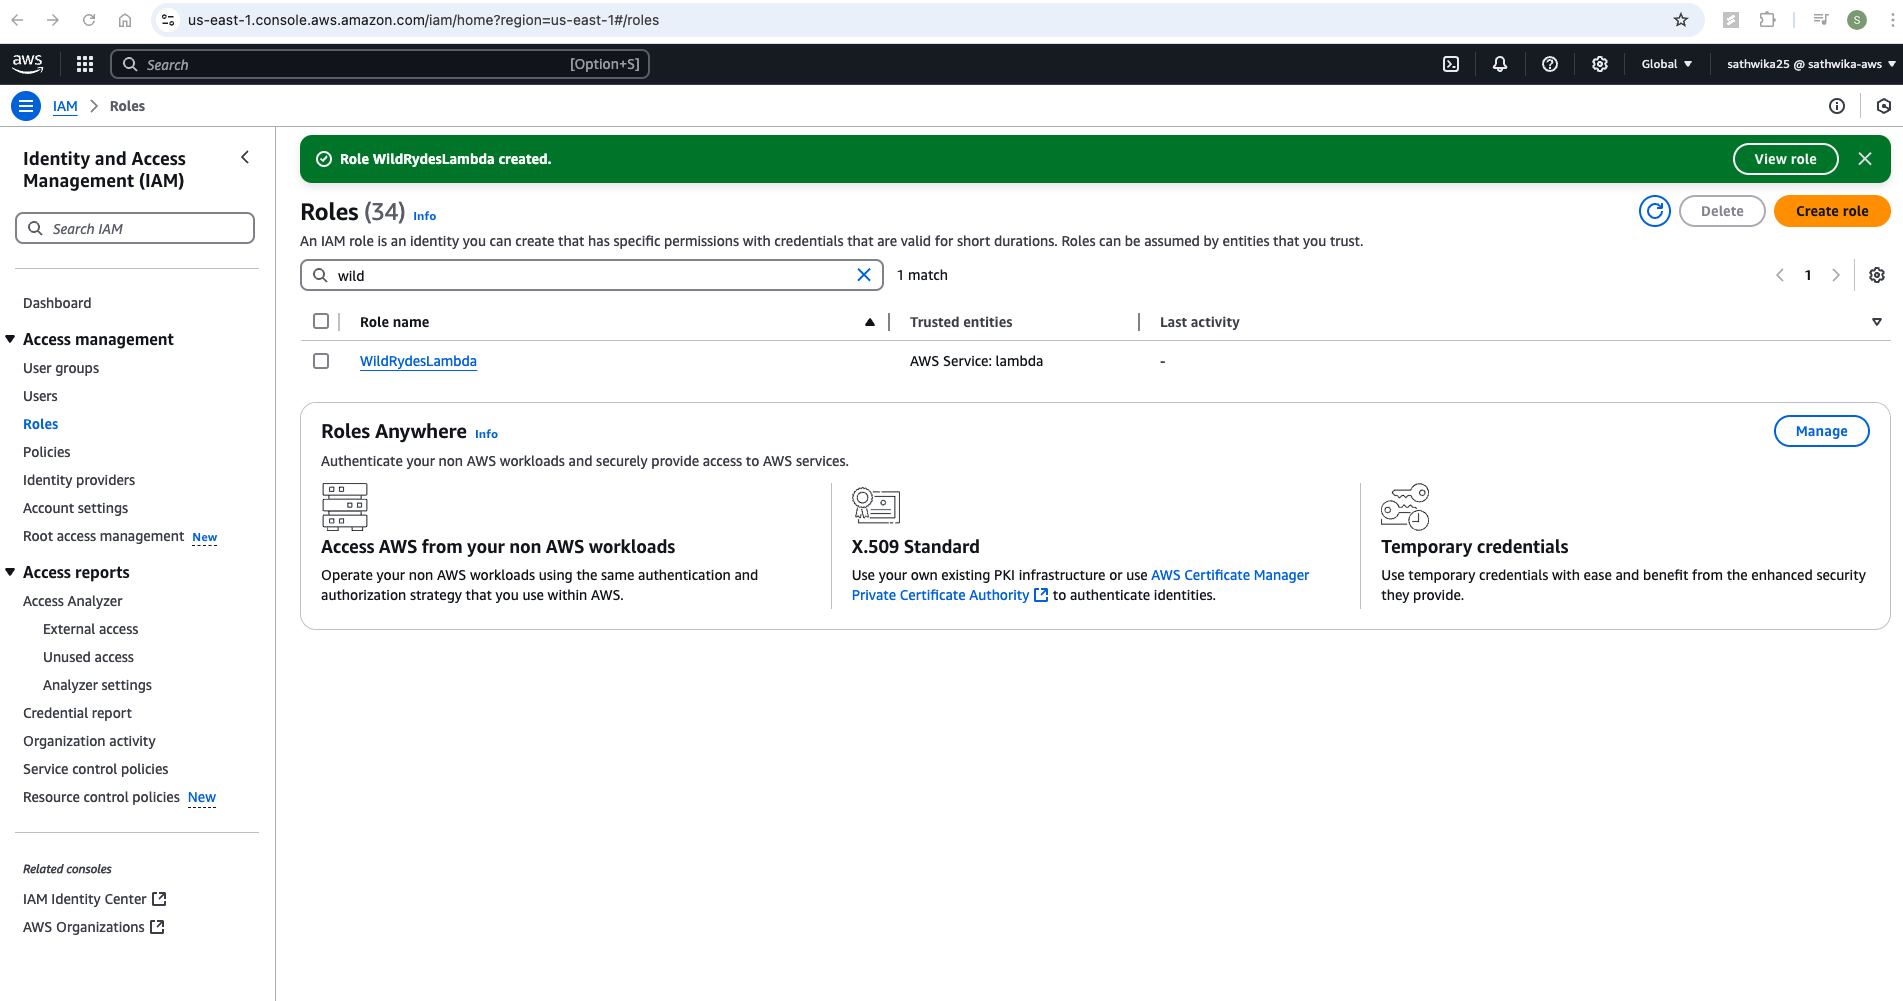 us-east-1.console.aws.amazon.com/iam/home?region=us-east-1#/roles
S
aws
Search
[Option+S]
Global
sathwika25 @ sathwika-aws
IAM
Roles
Identity and Access
Management (IAM)
Search IAM
Dashboard
Access management
User groups
Users
Roles
Policies
Identity providers
Account settings
Root access management New
Access reports
Access Analyzer
External access
Unused access
Analyzer settings
Credential report
Organization activity
Service control policies
Resource control policies New
Related consoles
IAM Identity Center
AWS Organizations
Role WildRydesLambda created.
View role
Roles (34) Info
Delete
Create role
An IAM role is an identity you can create that has specific permissions with credentials that are valid for short durations. Roles can be assumed by entities that you trust.
wild
1 match
1
Role name
Trusted entities
Last activity
WildRydesLambda
AWS Service: lambda
-
Roles Anywhere Info
Manage
Authenticate your non AWS workloads and securely provide access to AWS services.
Access AWS from your non AWS workloads
Operate your non AWS workloads using the same authentication and
authorization strategy that you use within AWS.
X.509 Standard
Use your own existing PKI infrastructure or use AWS Certificate Manager
Private Certificate Authority to authenticate identities.
Temporary credentials
Use temporary credentials with ease and benefit from the enhanced security
they provide.